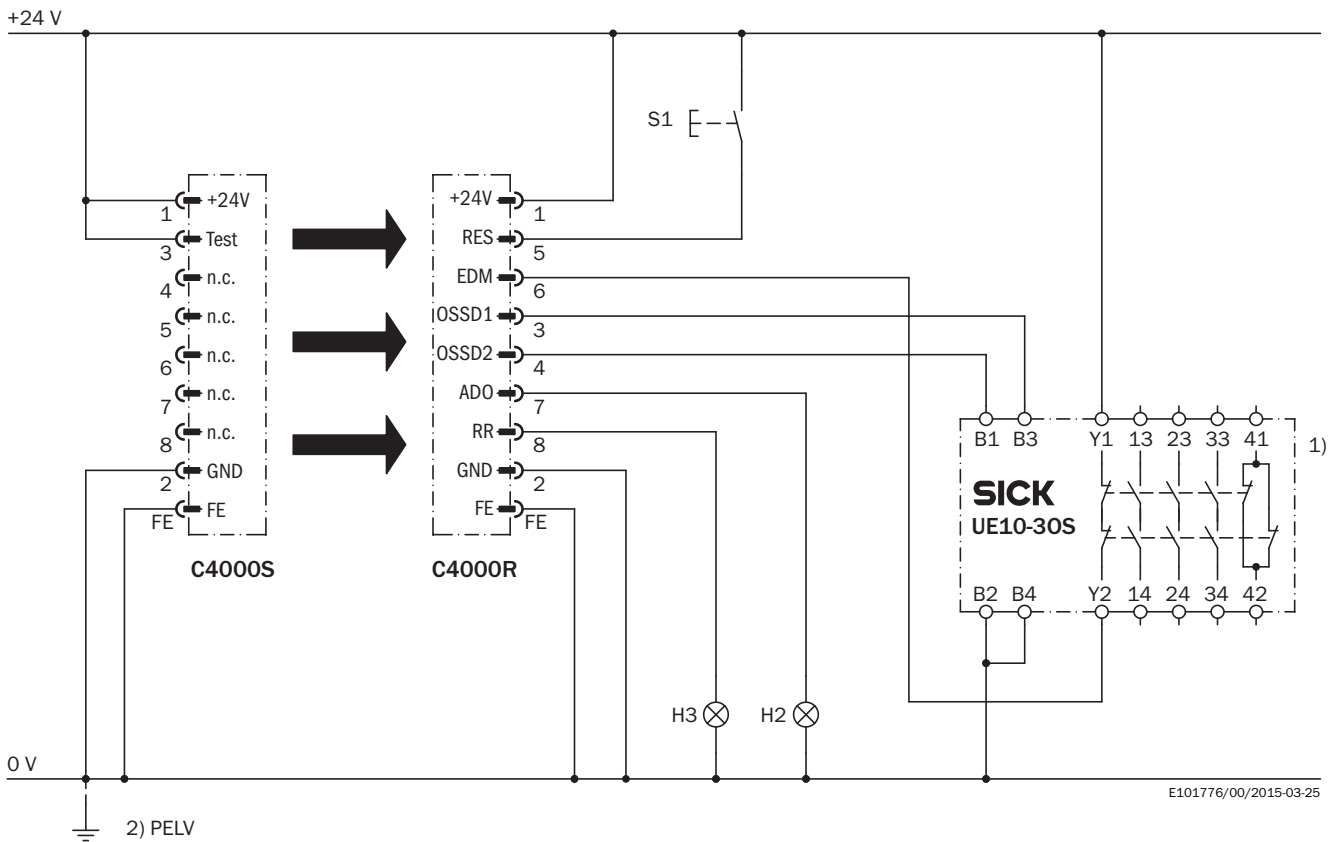 +24 V
S1
+24V
1
Test
3
n.c.
4
n.c.
5
n.c.
6
n.c.
7
n.c.
8
GND
2
FE
FE
C4000S
+24V
1
RES
5
EDM
6
OSSD1
3
OSSD2
4
ADO
7
RR
8
GND
2
FE
FE
C4000R
B1 B3 Y1 13 23 33 41 1)
SICK
UE10-3OS
B2 B4 Y2 14 24 34 42
H3
H2
0 V
E101776/00/2015-03-25
2) PELV